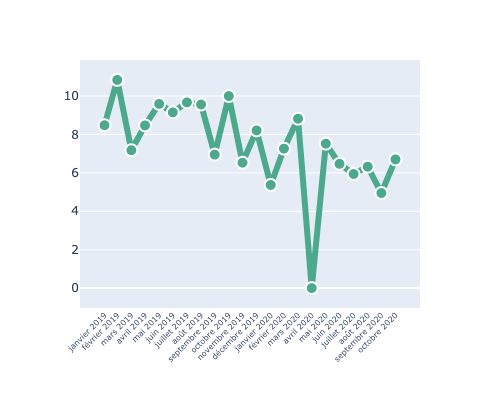 10
8
6
4
2
0
janvier 2019
février 2019
mars 2019
avril 2019
mai 2019
juin 2019
juillet 2019
août 2019
septembre 2019
octobre 2019
novembre 2019
décembre 2019
janvier 2020
février 2020
mars 2020
avril 2020
mai 2020
juin 2020
juillet 2020
août 2020
septembre 2020
octobre 2020